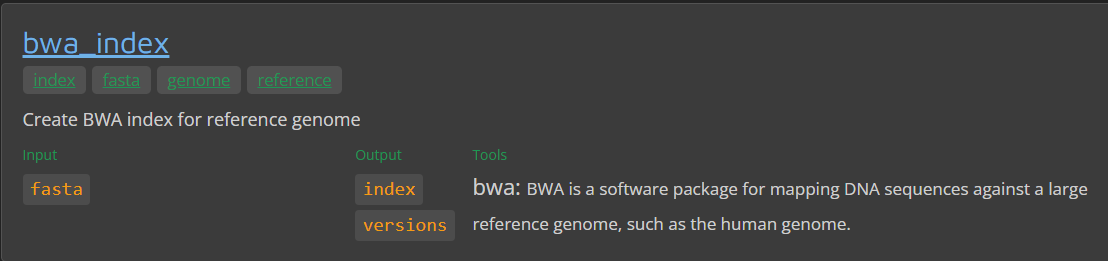 bwa_index
index fasta genome reference
Create BWA index for reference genome
Input Output Tools
fasta index bwa: BWA is a software package for mapping DNA sequences against a large
versions reference genome, such as the human genome.